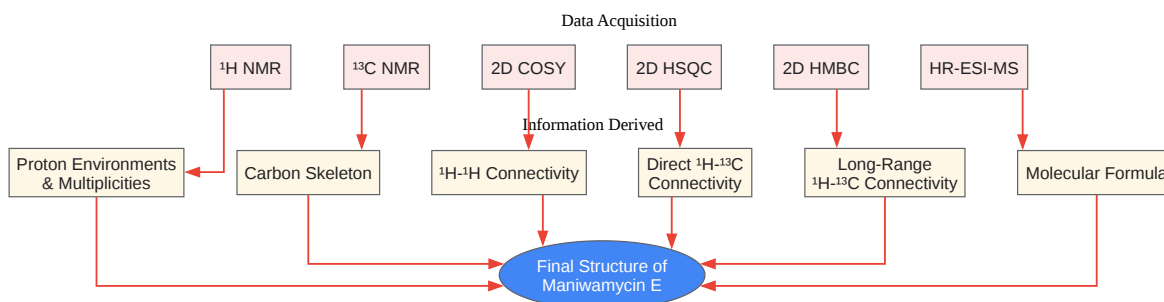 Data Acquisition
¹H NMR
¹³C NMR
2D COSY
2D HSQC
2D HMBC
HR-ESI-MS
Information Derived
Proton Environments
& Multiplicities
Carbon Skeleton
¹H-¹H Connectivity
Direct ¹H-¹³C
Connectivity
Long-Range
¹H-¹³C Connectivity
Molecular Formula
Final Structure of
Maniwamycin E